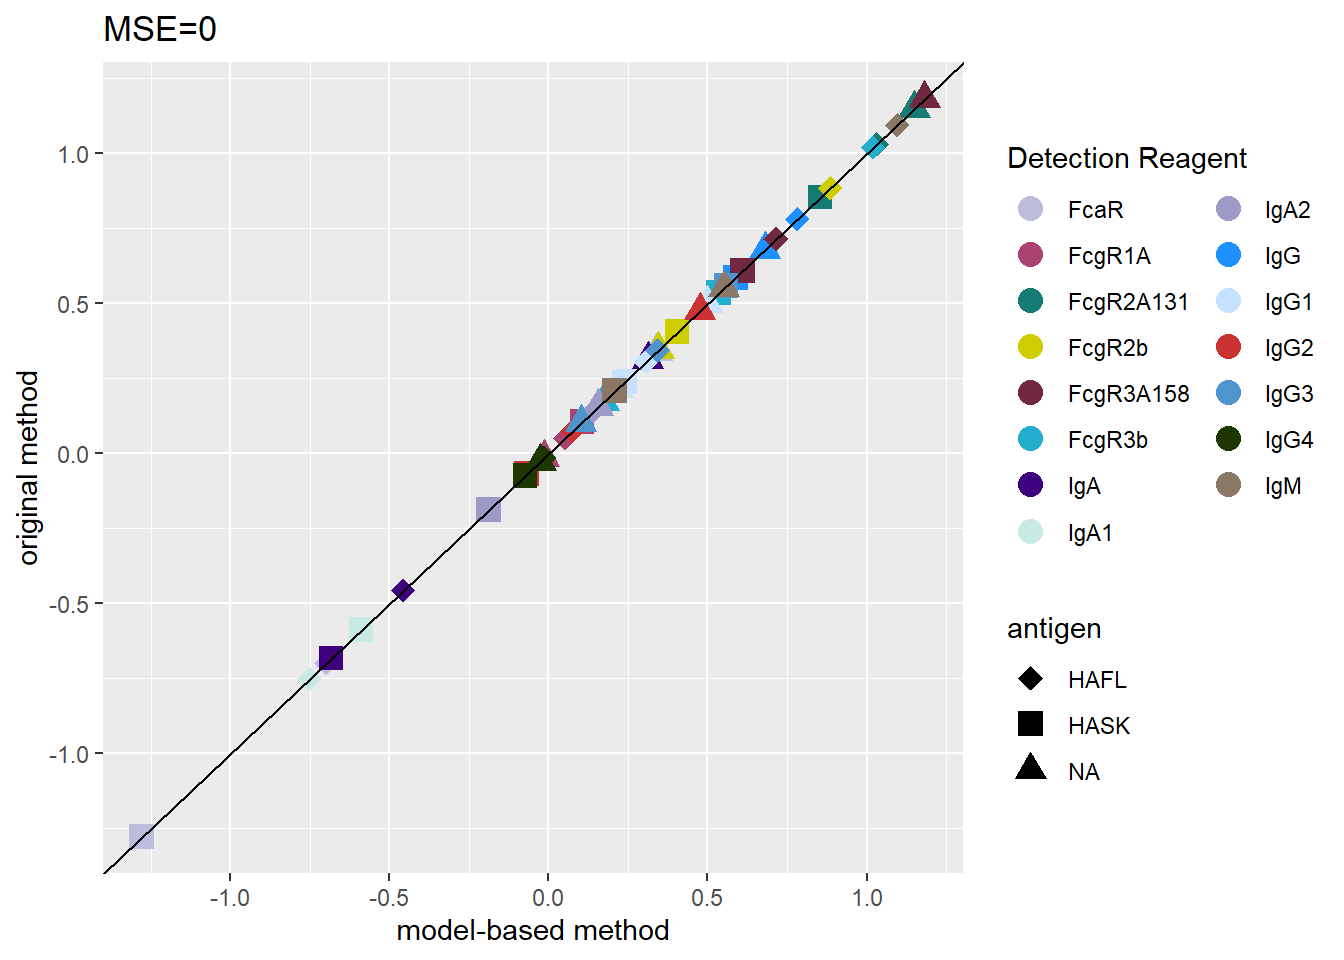 MSE=0
original method
1.0
0.5
0.0
-0.5
-1.0
-1.0
-0.5
0.0
0.5
1.0
model-based method
Detection Reagent
FcaR
FcgR1A
FcgR2A131
FcgR2b
FcgR3A158
FcgR3b
IgA
IgA1
IgA2
IgG
IgG1
IgG2
IgG3
IgG4
IgM
antigen
HAFL
HASK
NA